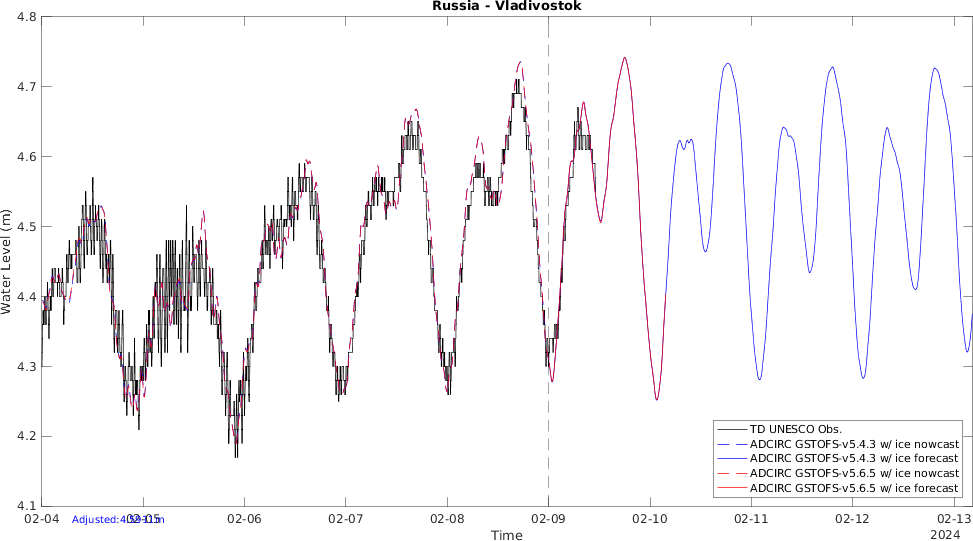 Russia - Vladivostok
4.8
4.7
4.6
4.5
4.4
4.3
4.2
4.1
Water Level (m)
TD UNESCO Obs.
ADCIRC GSTOFS-v5.4.3 w/ ice nowcast
ADCIRC GSTOFS-v5.4.3 w/ ice forecast
ADCIRC GSTOFS-v5.6.5 w/ ice nowcast
ADCIRC GSTOFS-v5.6.5 w/ ice forecast
02-04 02-05 02-06 02-07 02-08 02-09 02-10 02-11 02-12 02-13
Time
2024